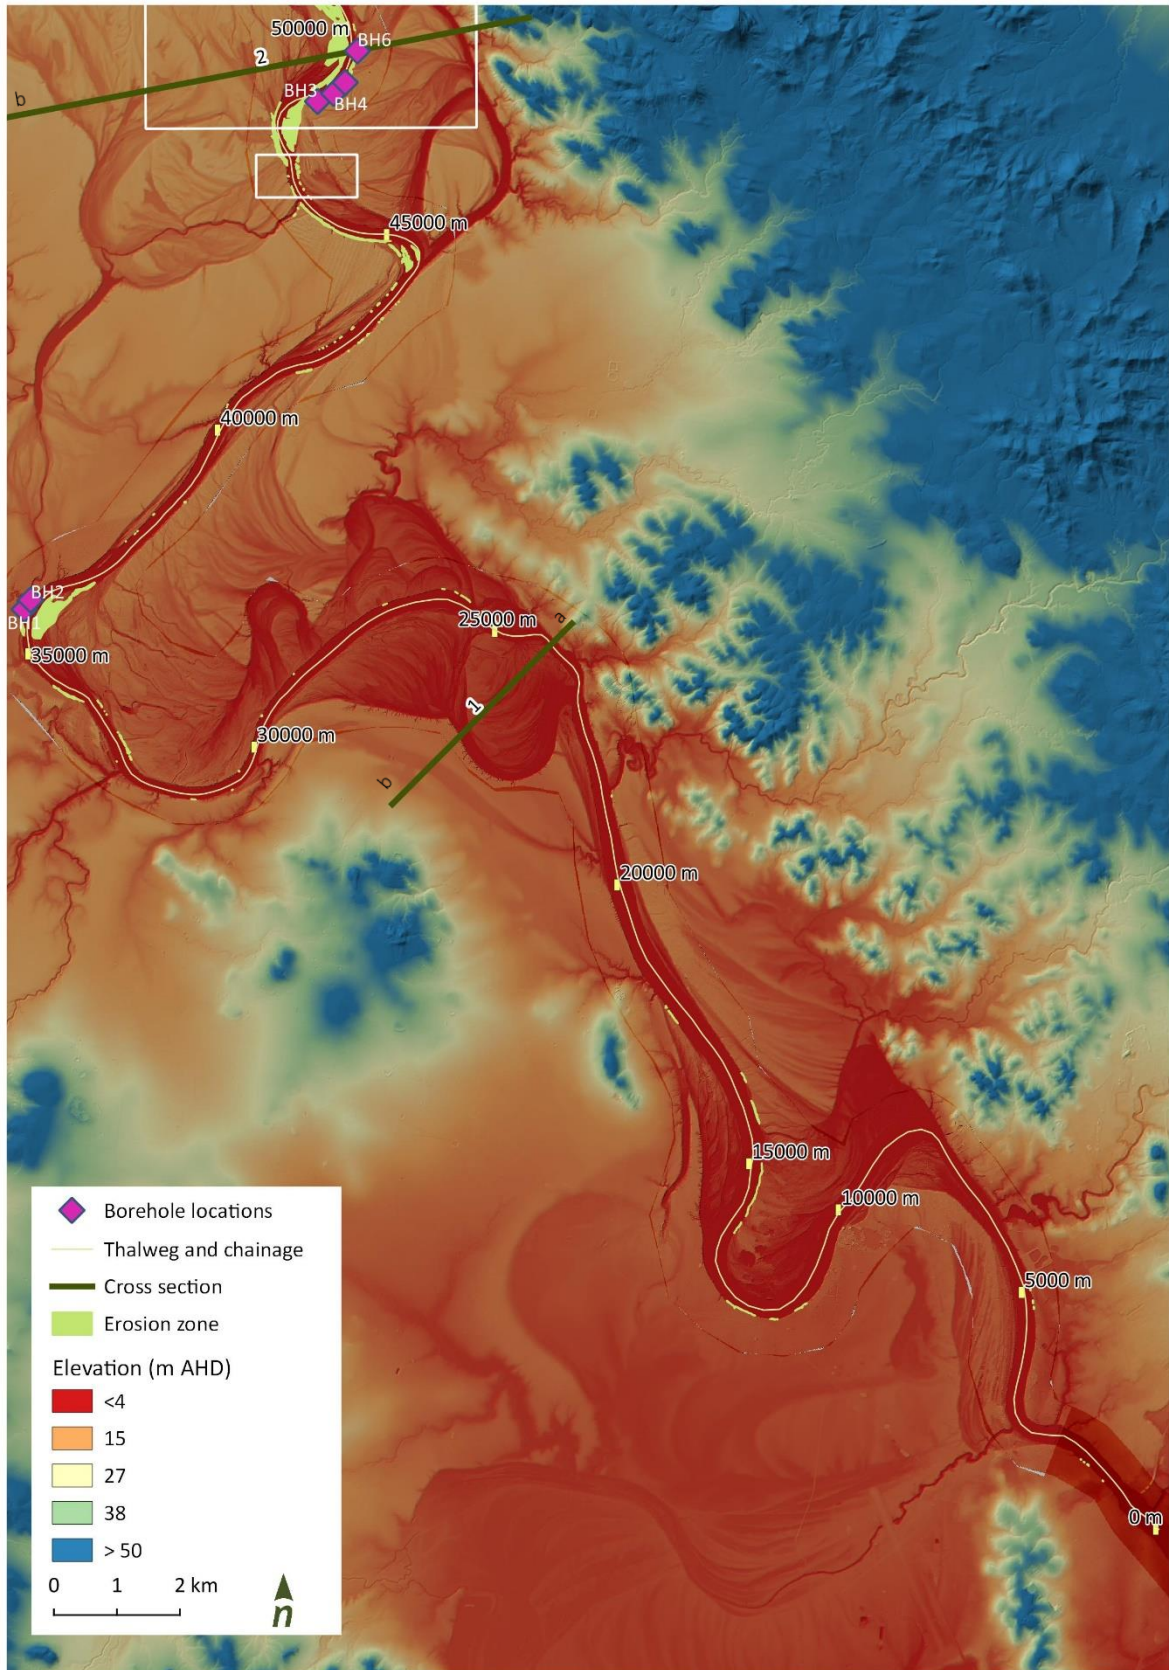 50000 m
BH6
2
b
BH3
BH4
45000 m
40000 m
BH2
BH1
35000 m
25000 m
a
1
30000 m
b
20000 m
15000 m
10000 m
5000 m
0 m
Borehole locations
Thalweg and chainage
Cross section
Erosion zone
Elevation (m AHD)
<4
15
27
38
> 50
0 1 2 km
n